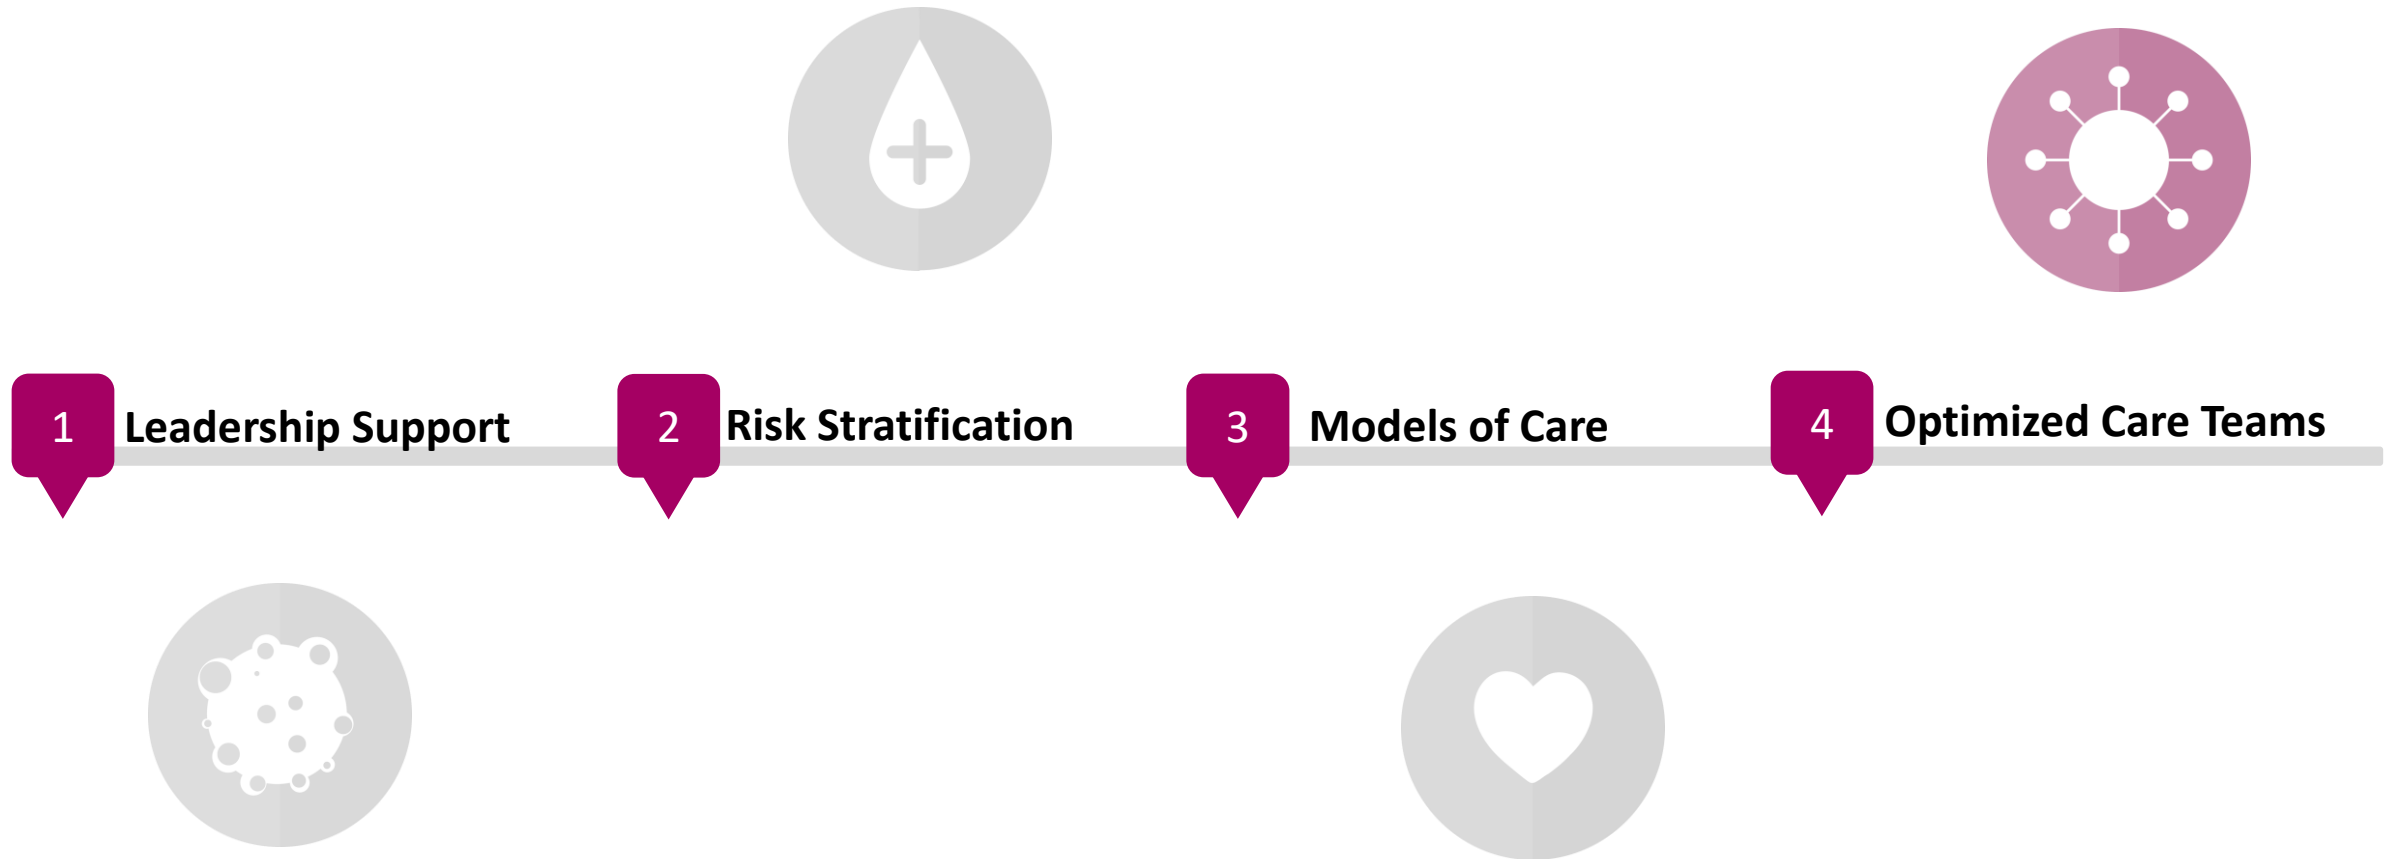 1 Leadership Support
2 Risk Stratification
3 Models of Care
4 Optimized Care Teams